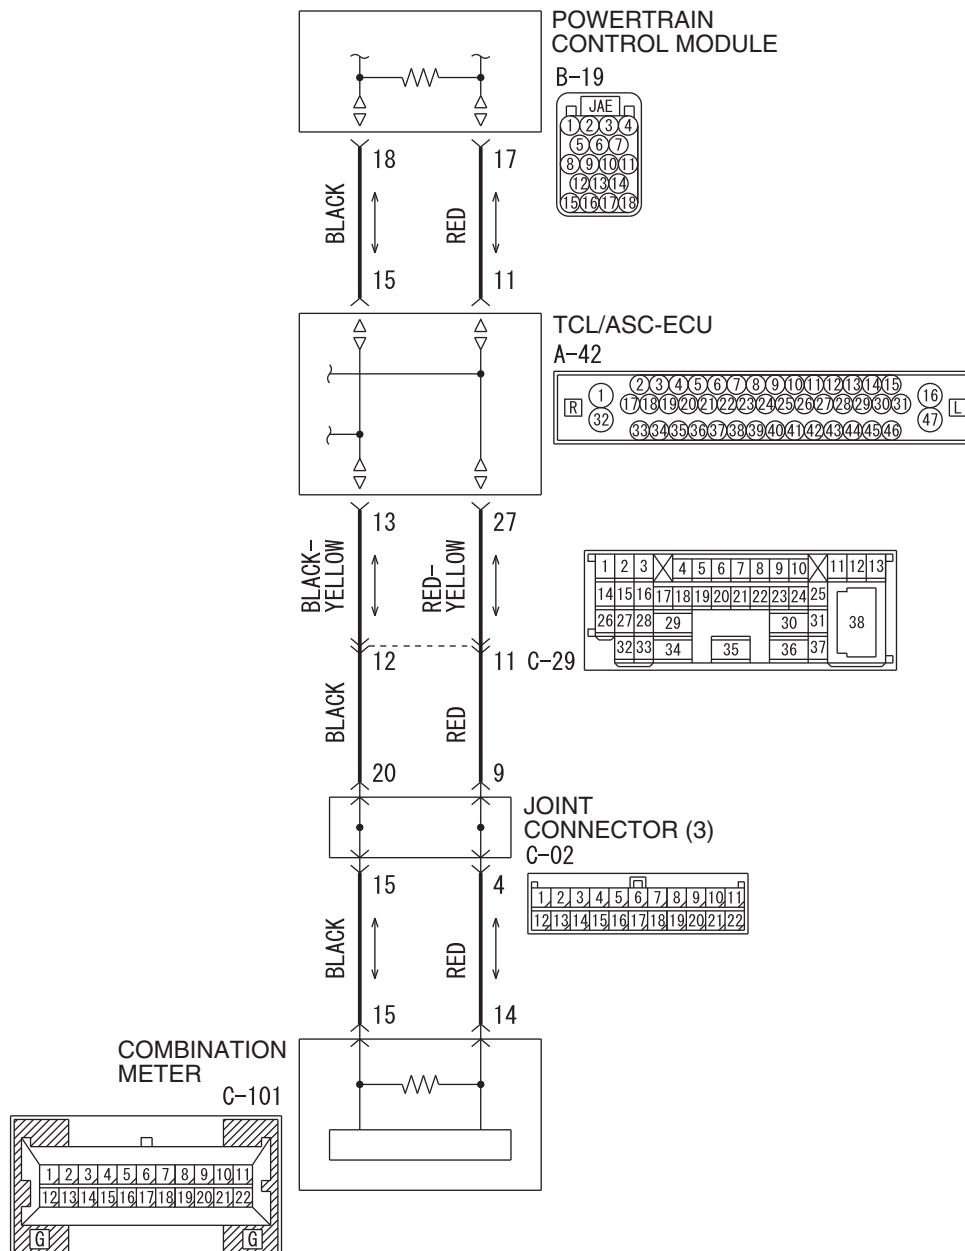 POWERTRAIN
CONTROL MODULE
B-19
JAE
1 2 3 4
5 6 7
8 9 10 11
12 13 14
15 16 17 18
18 17
BLACK RED
15 11
TCL/ASC-ECU
A-42
2 3 4 5 6 7 8 9 10 11 12 13 14 15
R 1 16 L
17 18 19 20 21 22 23 24 25 26 27 28 29 30 31
32 47
33 34 35 36 37 38 39 40 41 42 43 44 45 46
13 27
BLACK-
YELLOW
RED-
YELLOW
1 2 3 4 5 6 7 8 9 10 11 12 13
14 15 16 17 18 19 20 21 22 23 24 25
26 27 28 29 30 31 38
32 33 34 35 36 37
12 11 C-29
BLACK RED
20 9
JOINT
CONNECTOR (3)
C-02
1 2 3 4 5 6 7 8 9 10 11
12 13 14 15 16 17 18 19 20 21 22
15 4
BLACK RED
15 14
COMBINATION
METER
C-101
1 2 3 4 5 6 7 8 9 10 11
12 13 14 15 16 17 18 19 20 21 22
G G